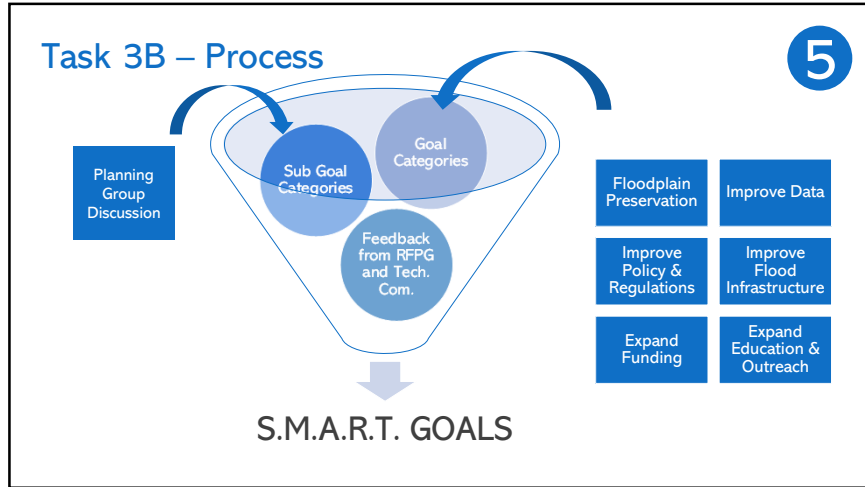 Task 3B – Process
5
Planning
Group
Discussion
Sub Goal
Categories
Goal
Categories
Feedback
from RFPG
and Tech.
Com.
Floodplain
Preservation
Improve Data
Improve
Policy &
Regulations
Improve
Flood
Infrastructure
Expand
Funding
Expand
Education &
Outreach
S.M.A.R.T. GOALS